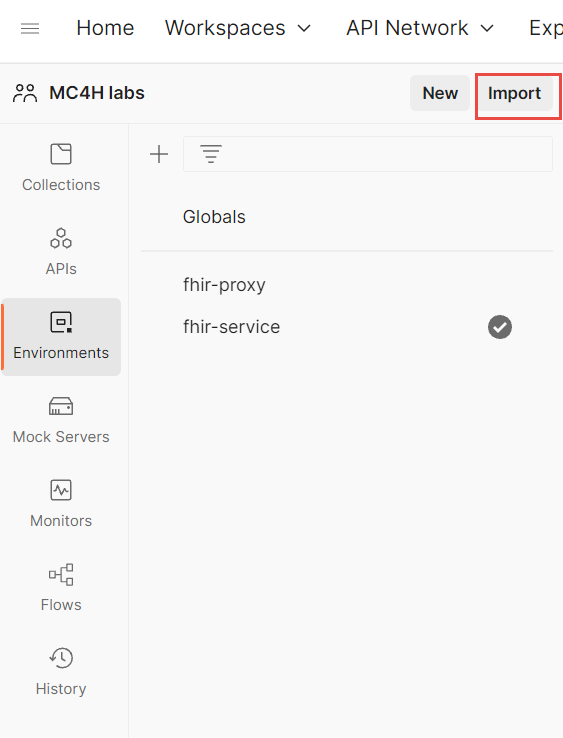 Home Workspaces API Network Exp
MC4H labs New Import
Collections
Globals
APIs
fhir-proxy
fhir-service
Environments
Mock Servers
Monitors
Flows
History